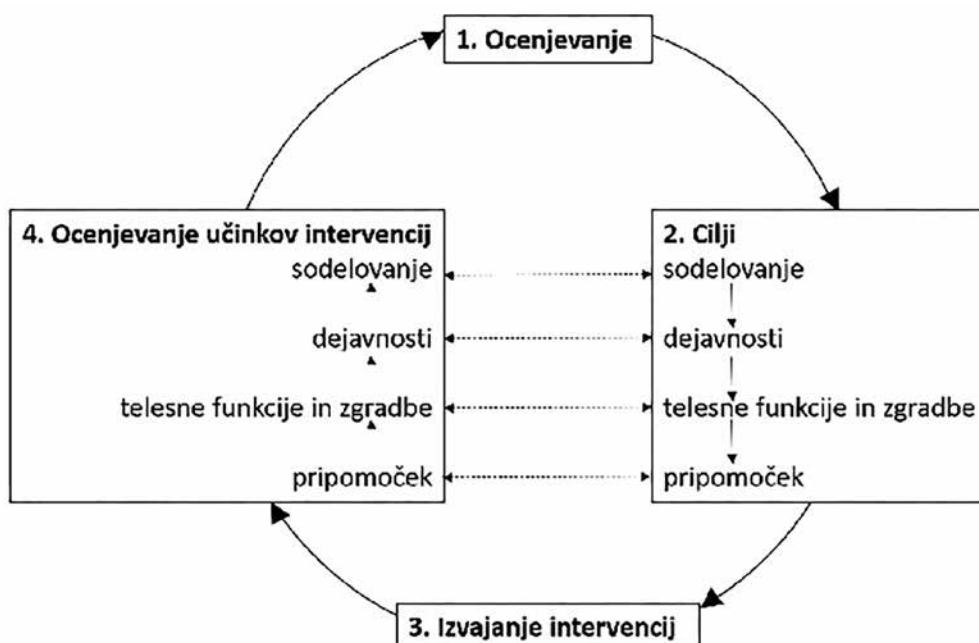 1. Ocenjevanje
4. Ocenjevanje učinkov intervencij
sodelovanje
dejavnosti
telesne funkcije in zgradbe
pripomoček
2. Cilji
sodelovanje
dejavnosti
telesne funkcije in zgradbe
pripomoček
3. Izvajanje intervencij